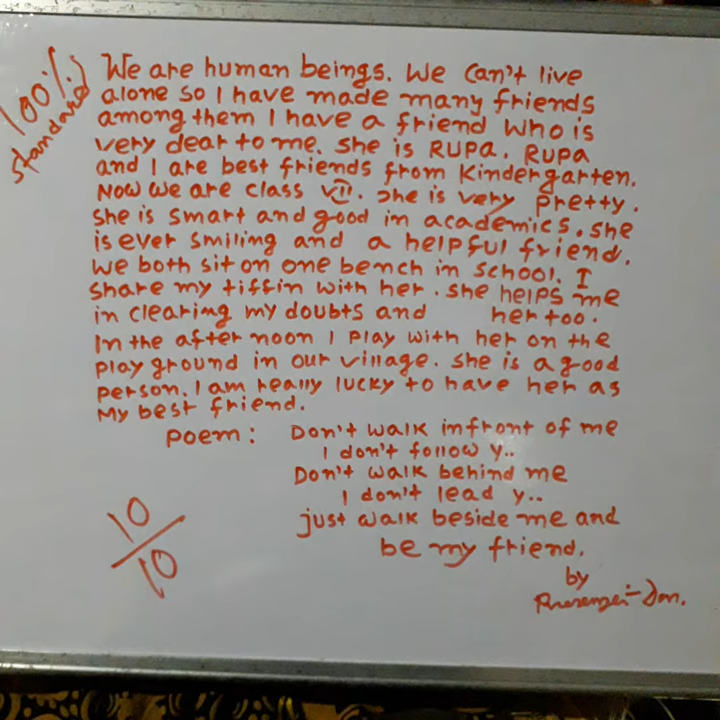 100% standard
We are human beings. We can't live
alone so I have made many friends
among them I have a friend who is
very dear to me. She is RUPA. RUPA
and I are best friends from Kindergarten.
Now we are class VII. She is very pretty.
She is smart and good in academics. She
is ever smiling and a helpful friend.
We both sit on one bench in school. I
share my tiffin with her. She helps me
in clearing my doubts and her too.
In the after noon I play with her on the
play ground in our village. She is a good
person. I am really lucky to have her as
My best friend.
Poem: Don't walk infront of me
I don't follow y..
Don't walk behind me
I don't lead y..
just walk beside me and
be my friend.
10/10
by